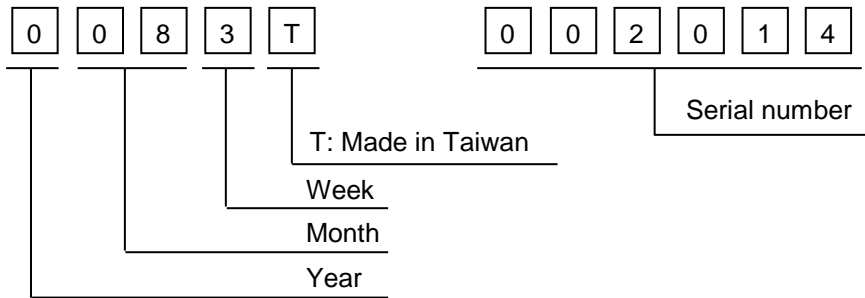 0 0 8 3 T 0 0 2 0 1 4
Serial number
T: Made in Taiwan
Week
Month
Year